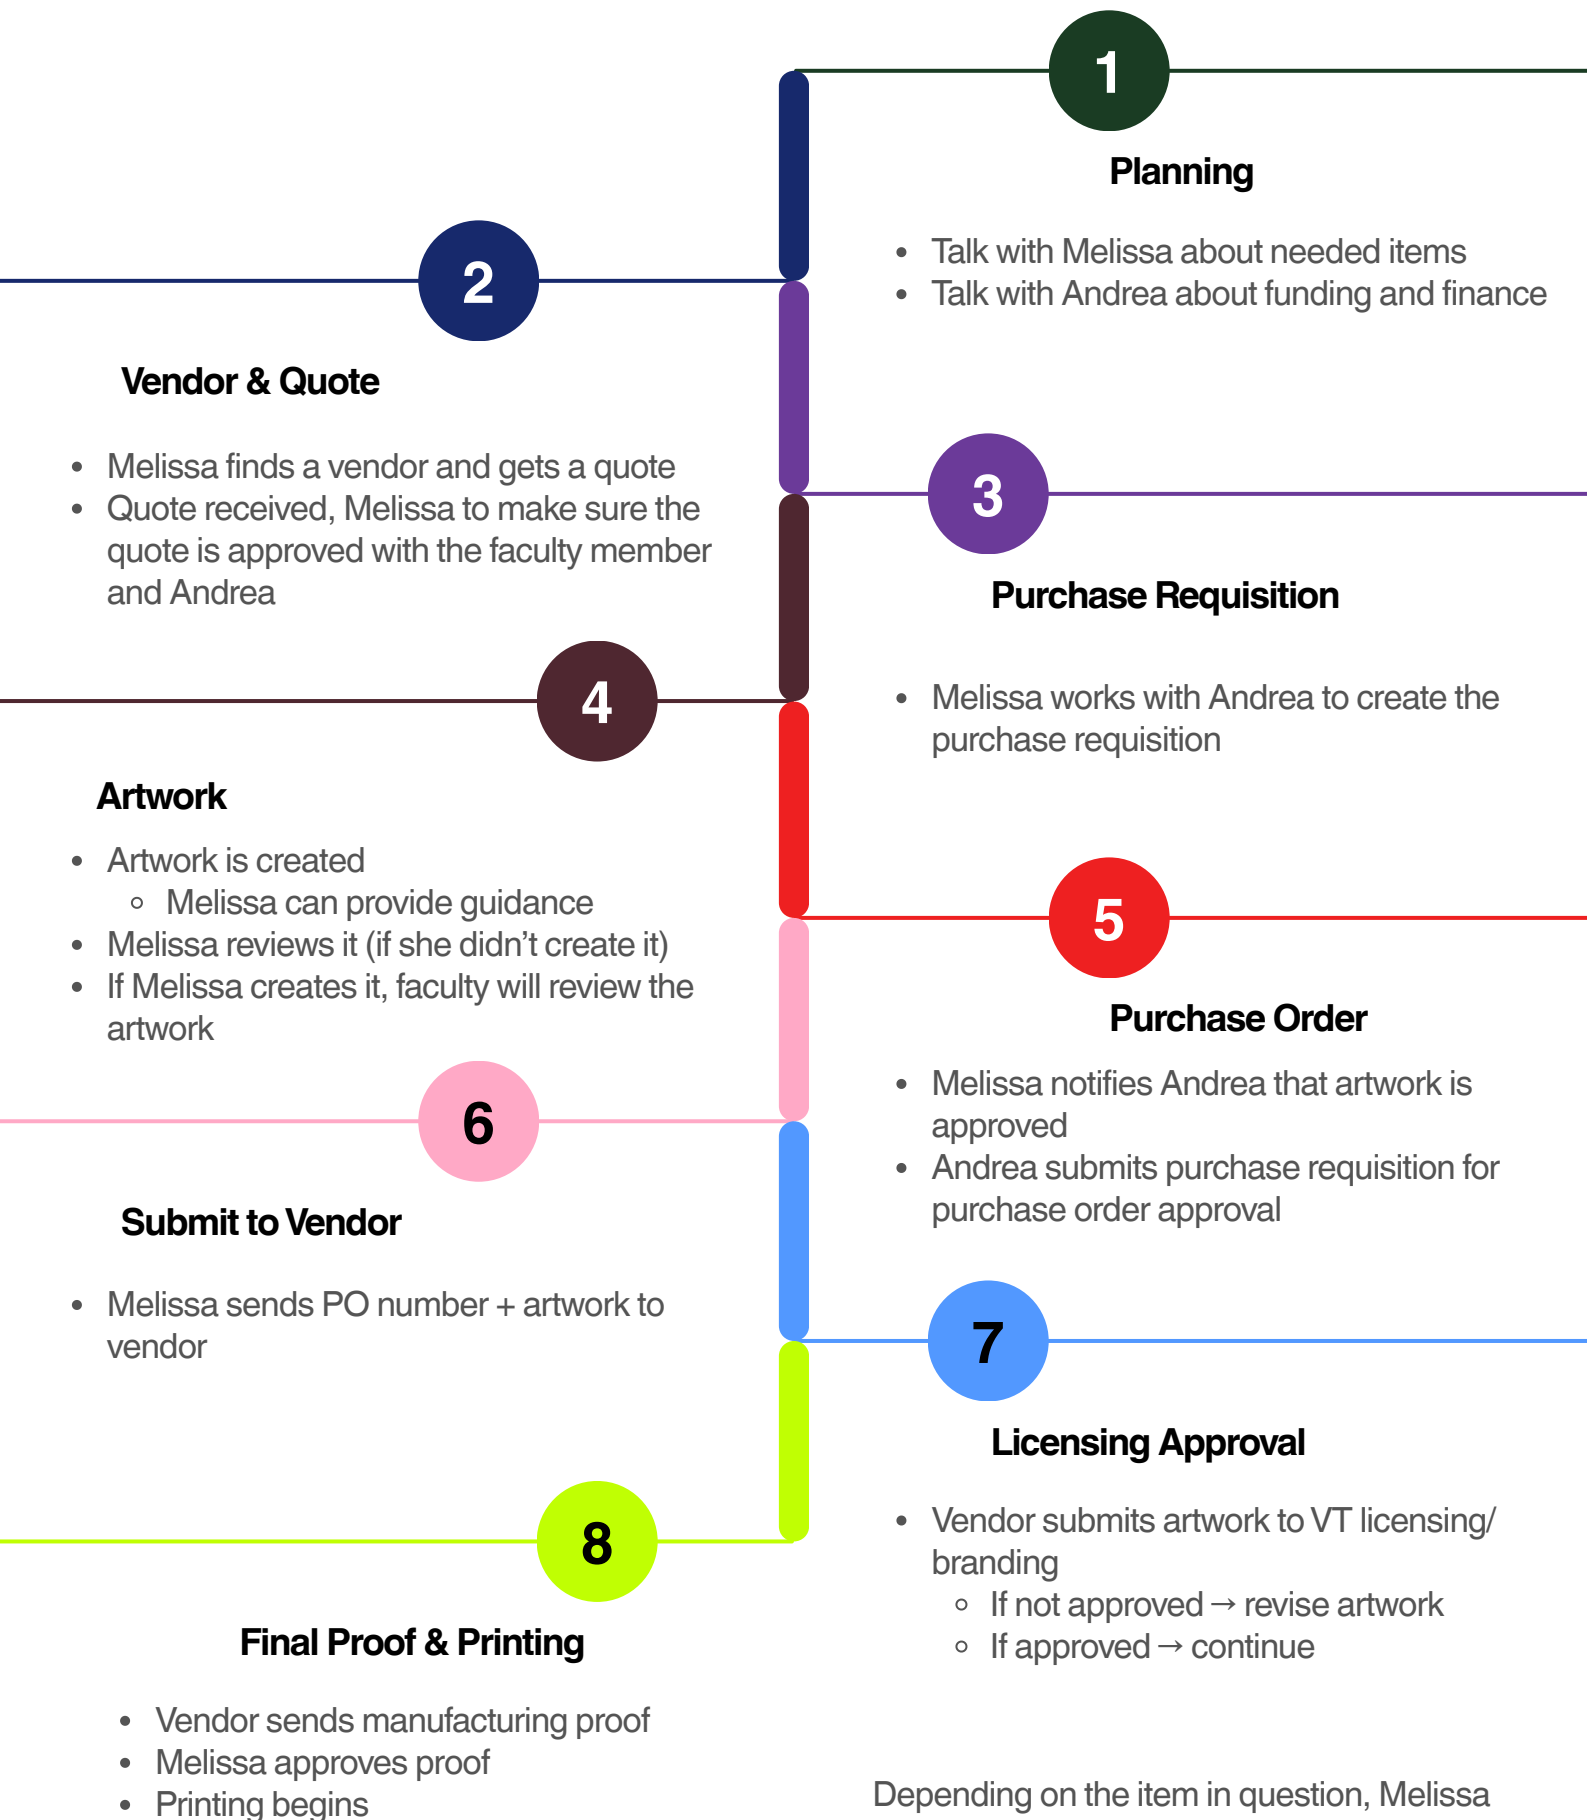 1
Planning
• Talk with Melissa about needed items
• Talk with Andrea about funding and finance
2
Vendor & Quote
• Melissa finds a vendor and gets a quote
• Quote received, Melissa to make sure the
quote is approved with the faculty member
and Andrea
3
Purchase Requisition
• Melissa works with Andrea to create the
purchase requisition
4
Artwork
• Artwork is created
◦ Melissa can provide guidance
• Melissa reviews it (if she didn’t create it)
• If Melissa creates it, faculty will review the
artwork
5
Purchase Order
• Melissa notifies Andrea that artwork is
approved
• Andrea submits purchase requisition for
purchase order approval
6
Submit to Vendor
• Melissa sends PO number + artwork to
vendor
7
Licensing Approval
• Vendor submits artwork to VT licensing/
branding
◦ If not approved → revise artwork
◦ If approved → continue
8
Final Proof & Printing
• Vendor sends manufacturing proof
• Melissa approves proof
• Printing begins
Depending on the item in question, Melissa